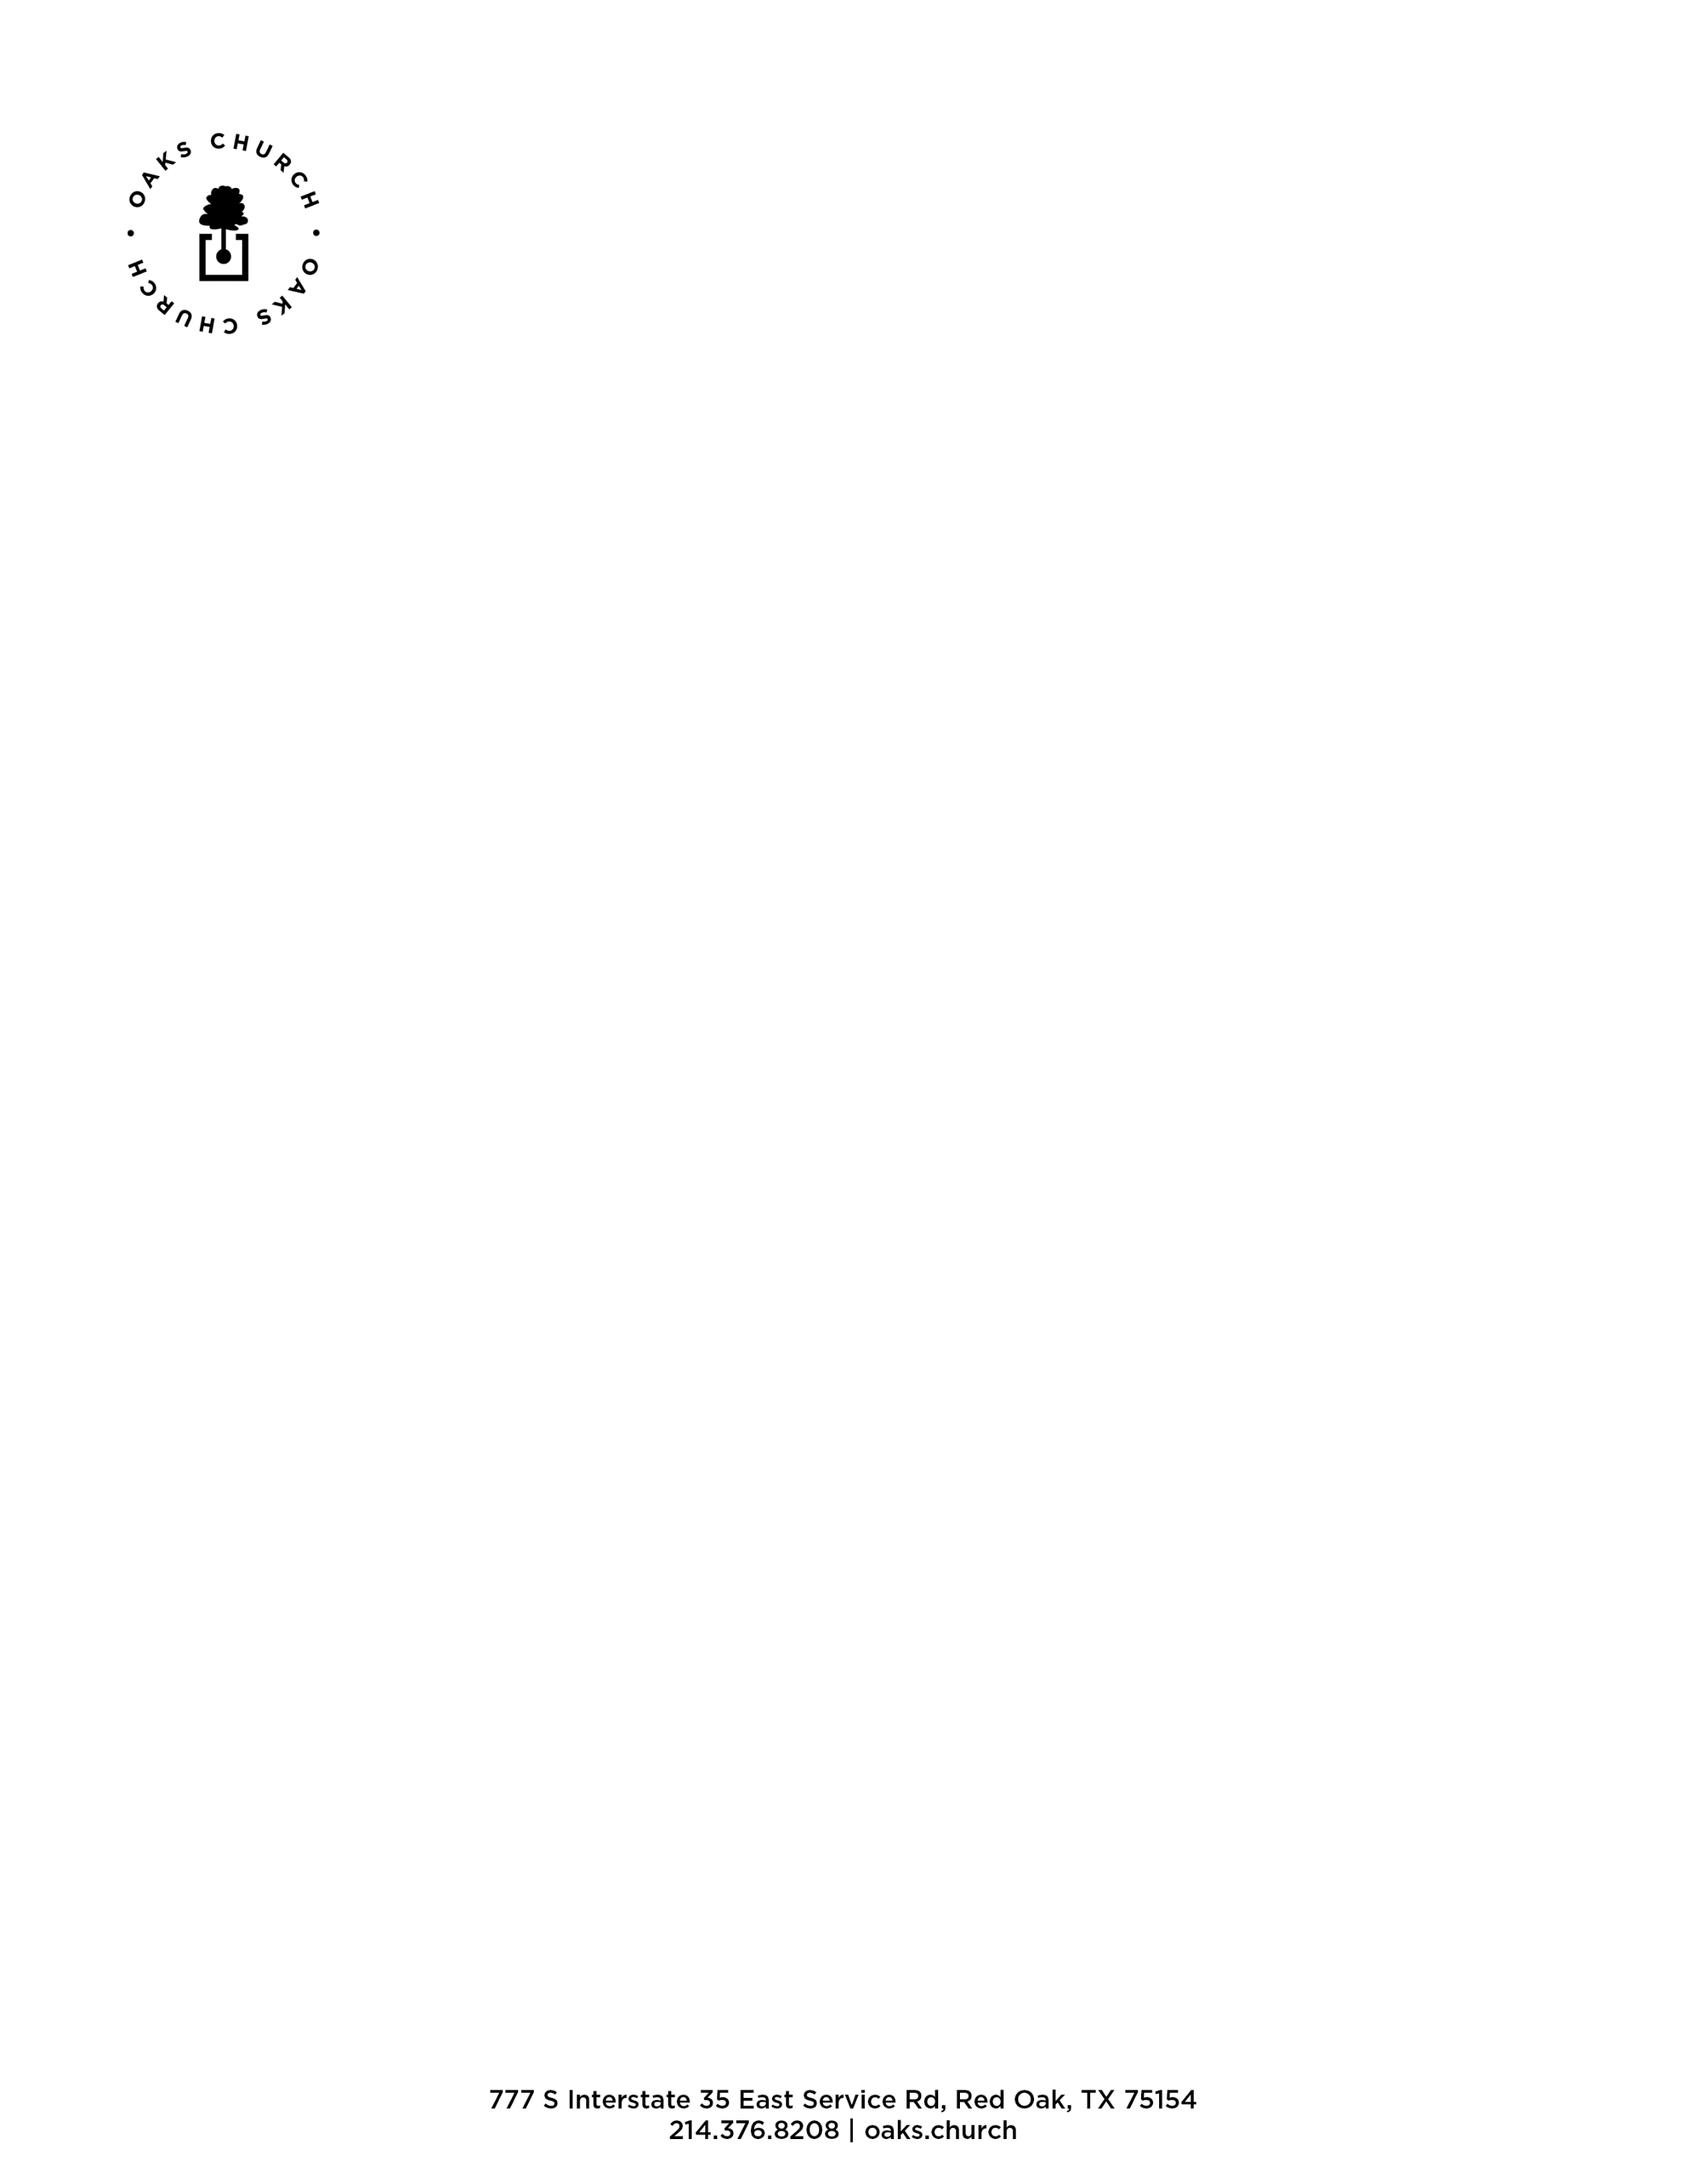 OAKS CHURCH • OAKS CHURCH •
777 S Interstate 35 East Service Rd, Red Oak, TX 75154
214.376.8208 | oaks.church